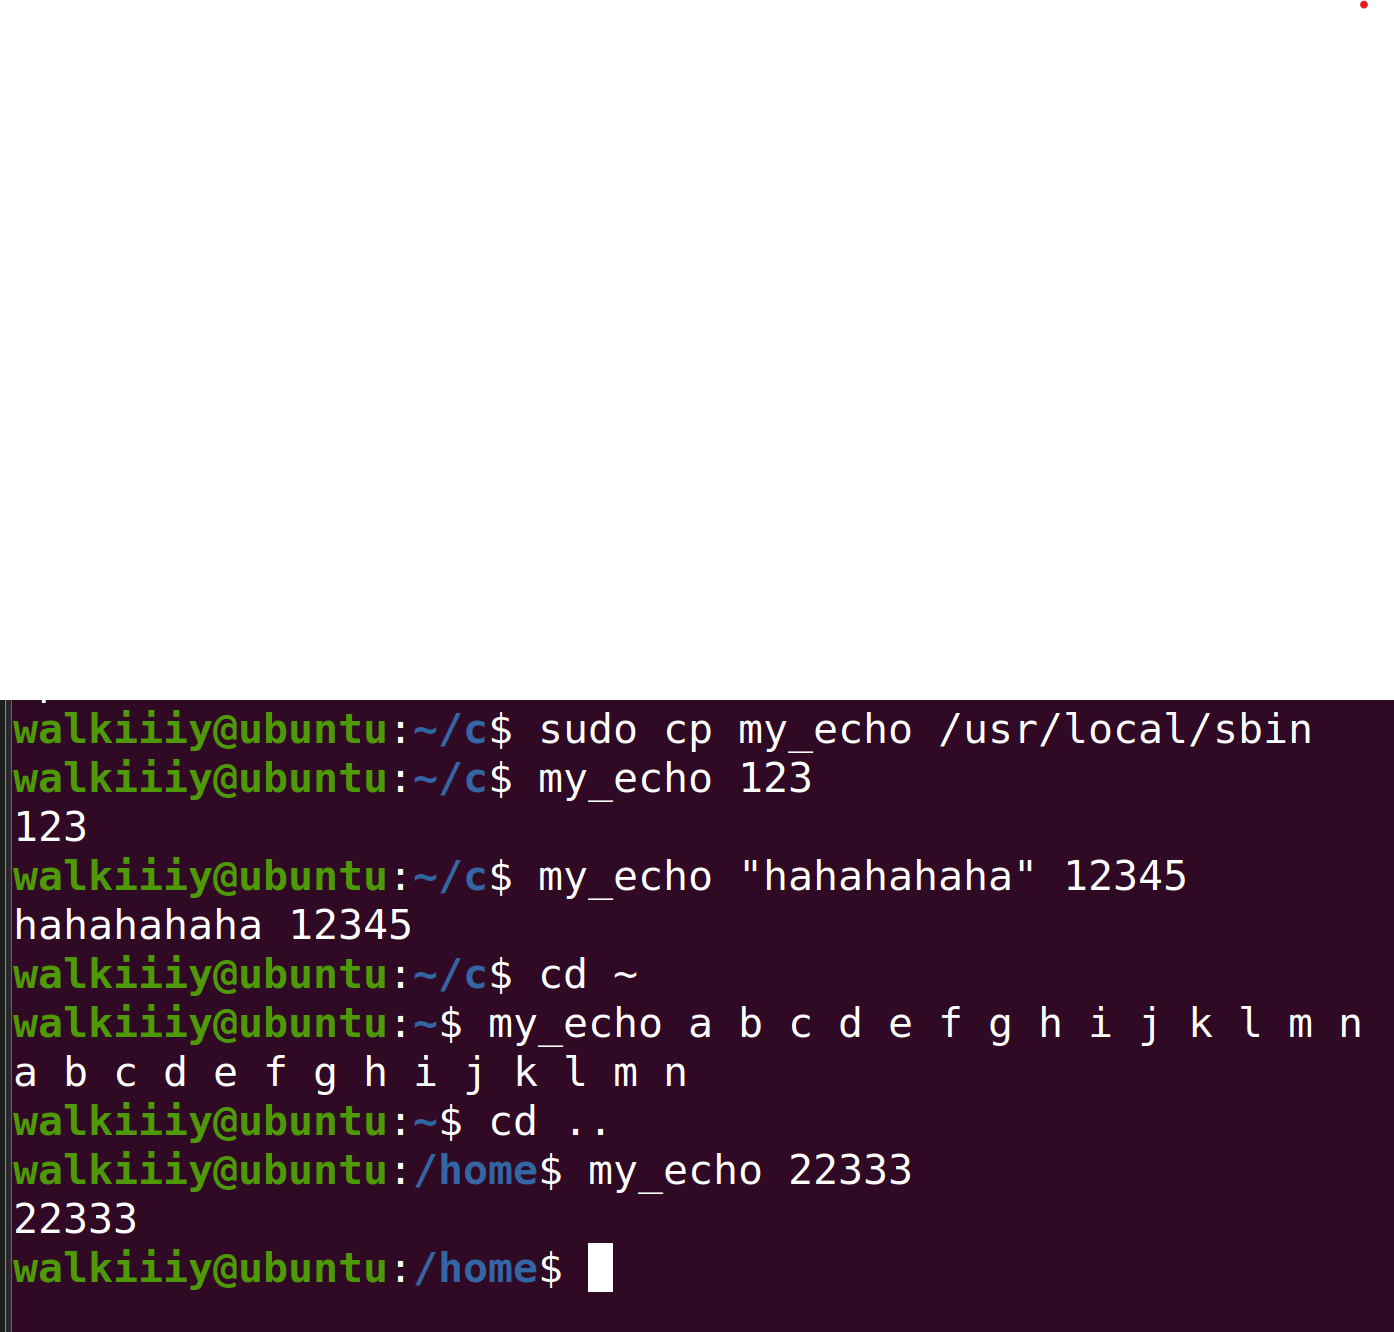 walkiiiy@ubuntu:~/c$ sudo cp my_echo /usr/local/sbin
walkiiiy@ubuntu:~/c$ my_echo 123
123
walkiiiy@ubuntu:~/c$ my_echo "hahahahaha" 12345
hahahahaha 12345
walkiiiy@ubuntu:~/c$ cd ~
walkiiiy@ubuntu:~$ my_echo a b c d e f g h i j k l m n
a b c d e f g h i j k l m n
walkiiiy@ubuntu:~$ cd ..
walkiiiy@ubuntu:/home$ my_echo 22333
22333
walkiiiy@ubuntu:/home$